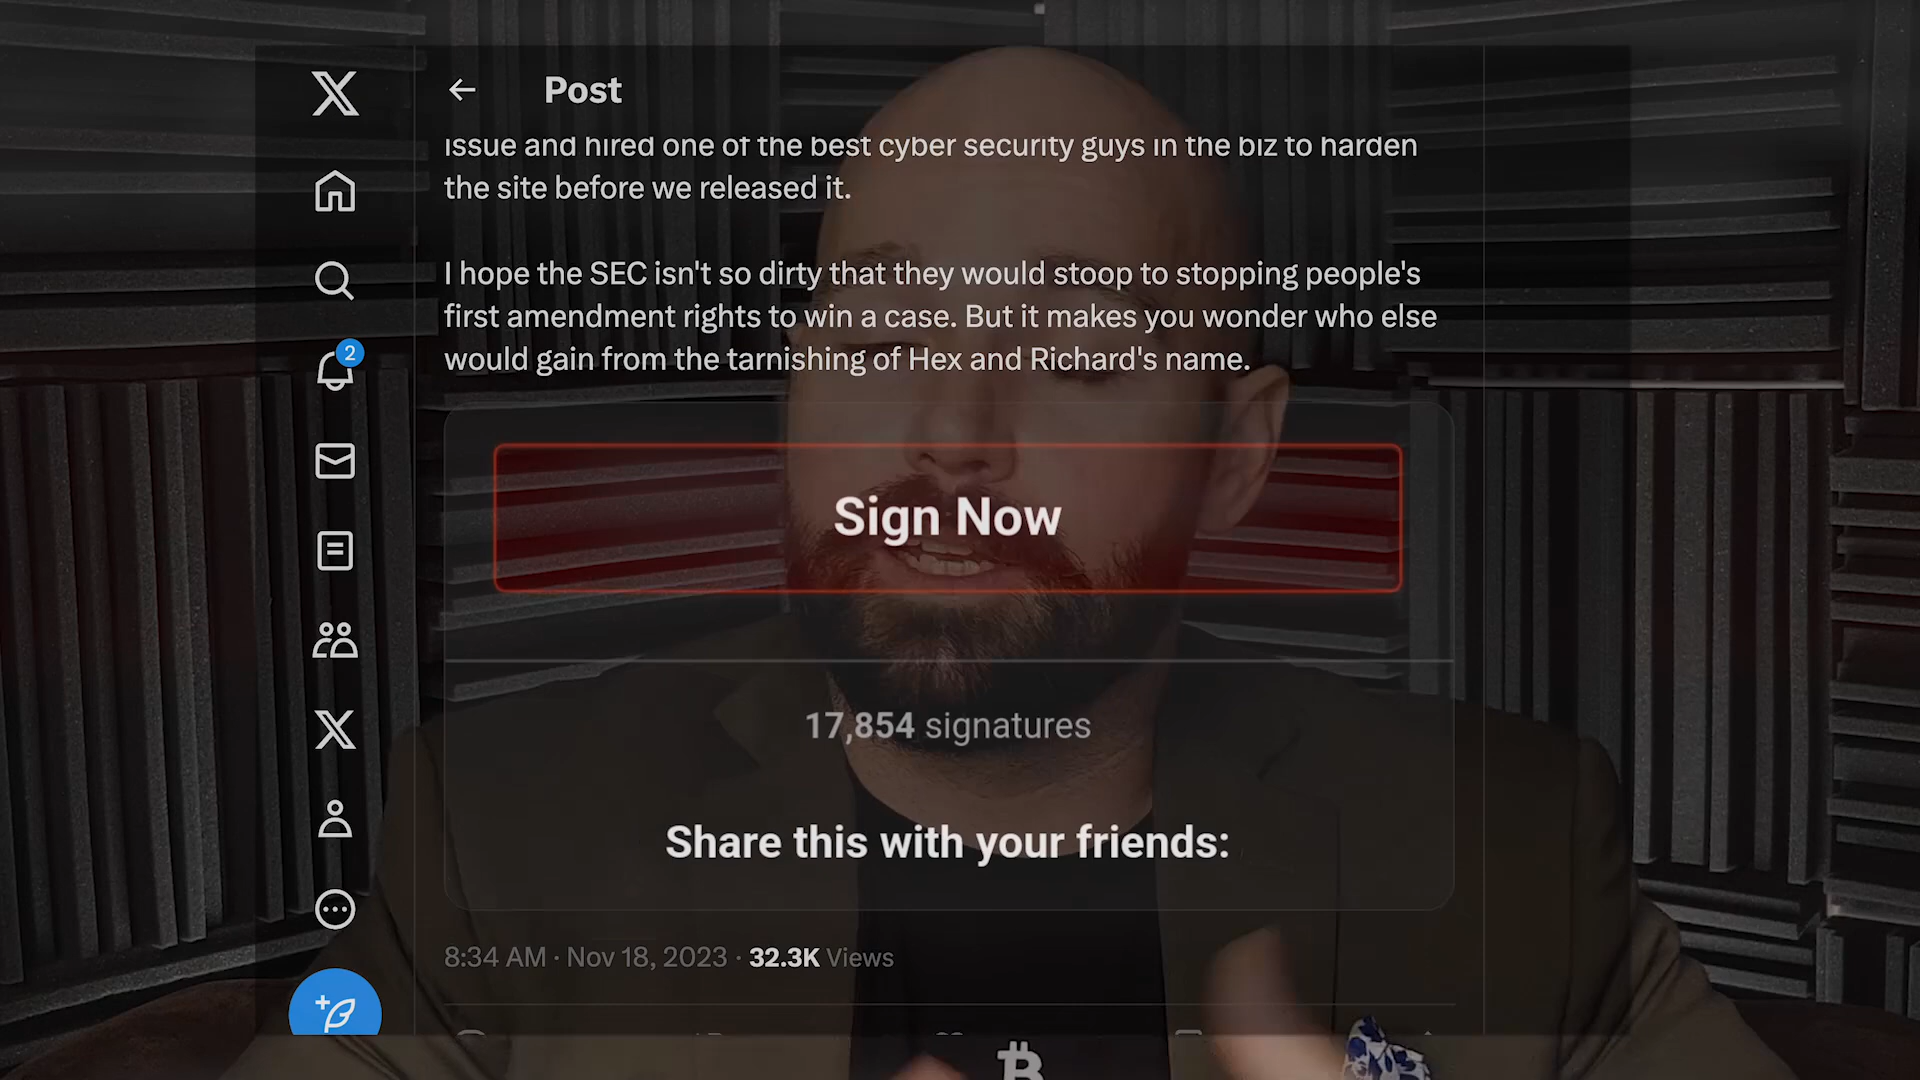 Post
issue and hired one of the best cyber security guys in the biz to harden
the site before we released it.
I hope the SEC isn't so dirty that they would stoop to stopping people's
first amendment rights to win a case. But it makes you wonder who else
would gain from the tarnishing of Hex and Richard's name.
2
Sign Now
17,854 signatures
Share this with your friends:
8:34 AM · Nov 18, 2023 · 32.3K Views